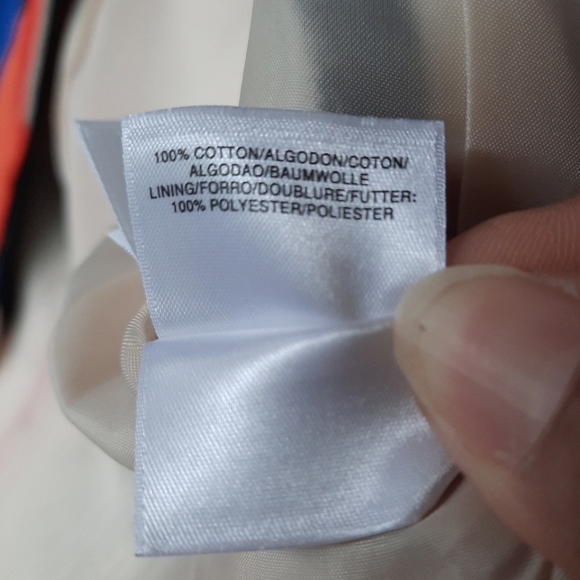 100% COTTON/ALGODON/COTON/
ALGODAO/BAUMWOLLE
LINING/FORRO/DOUBLURE/FUTTER:
100% POLYESTER/POLIESTER